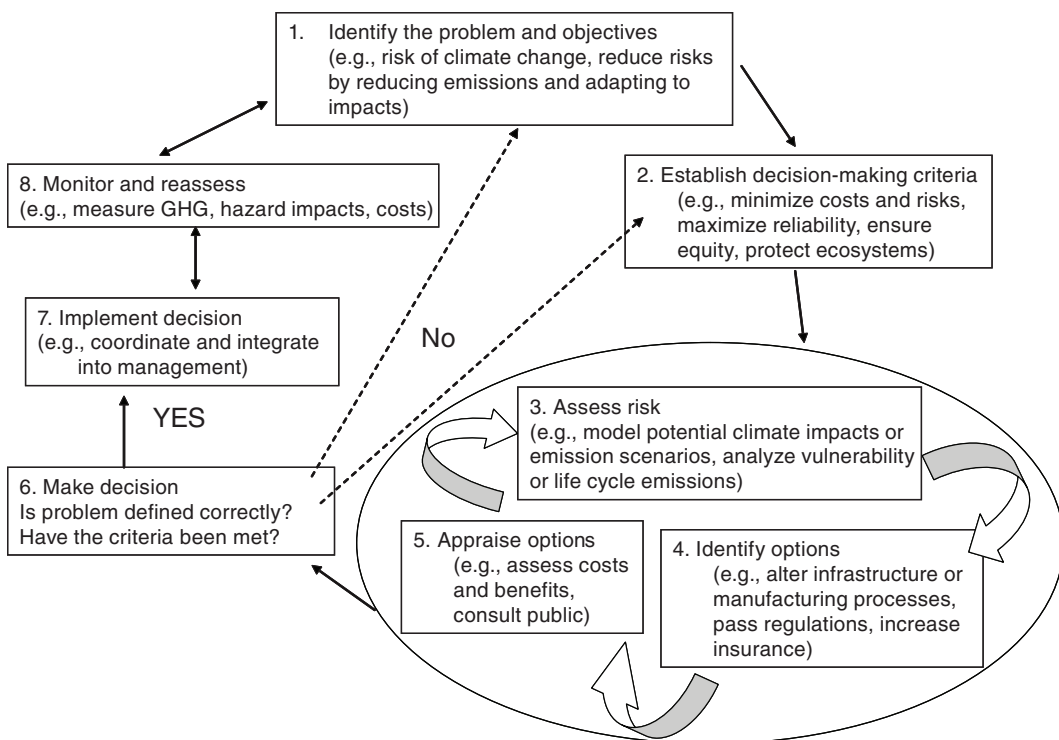 1. Identify the problem and objectives
(e.g., risk of climate change, reduce risks
by reducing emissions and adapting to
impacts)
2. Establish decision-making criteria
(e.g., minimize costs and risks,
maximize reliability, ensure
equity, protect ecosystems)
3. Assess risk
(e.g., model potential climate impacts or
emission scenarios, analyze vulnerability
or life cycle emissions)
4. Identify options
(e.g., alter infrastructure or
manufacturing processes,
pass regulations, increase
insurance)
5. Appraise options
(e.g., assess costs
and benefits,
consult public)
6. Make decision
Is problem defined correctly?
Have the criteria been met?
No
YES
7. Implement decision
(e.g., coordinate and integrate
into management)
8. Monitor and reassess
(e.g., measure GHG, hazard impacts, costs)